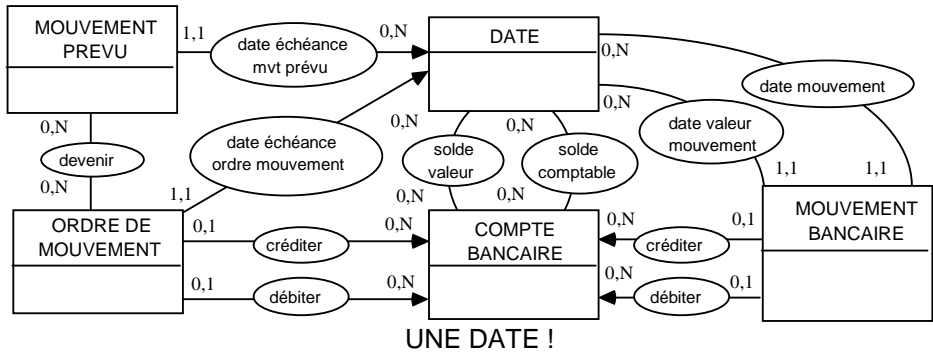 MOUVEMENT
PREVU
1,1
date échéance
mvt prévu
0,N
DATE
0,N
date mouvement
0,N
devenir
0,N
date échéance
ordre mouvement
1,1
0,N
solde
valeur
0,N
0,N
solde
comptable
0,N
0,N
date valeur
mouvement
1,1
1,1
ORDRE DE
MOUVEMENT
0,1
créditer
0,N
0,1
débiter
0,N
COMPTE
BANCAIRE
0,N
créditer
0,1
0,N
débiter
0,1
MOUVEMENT
BANCAIRE
UNE DATE !